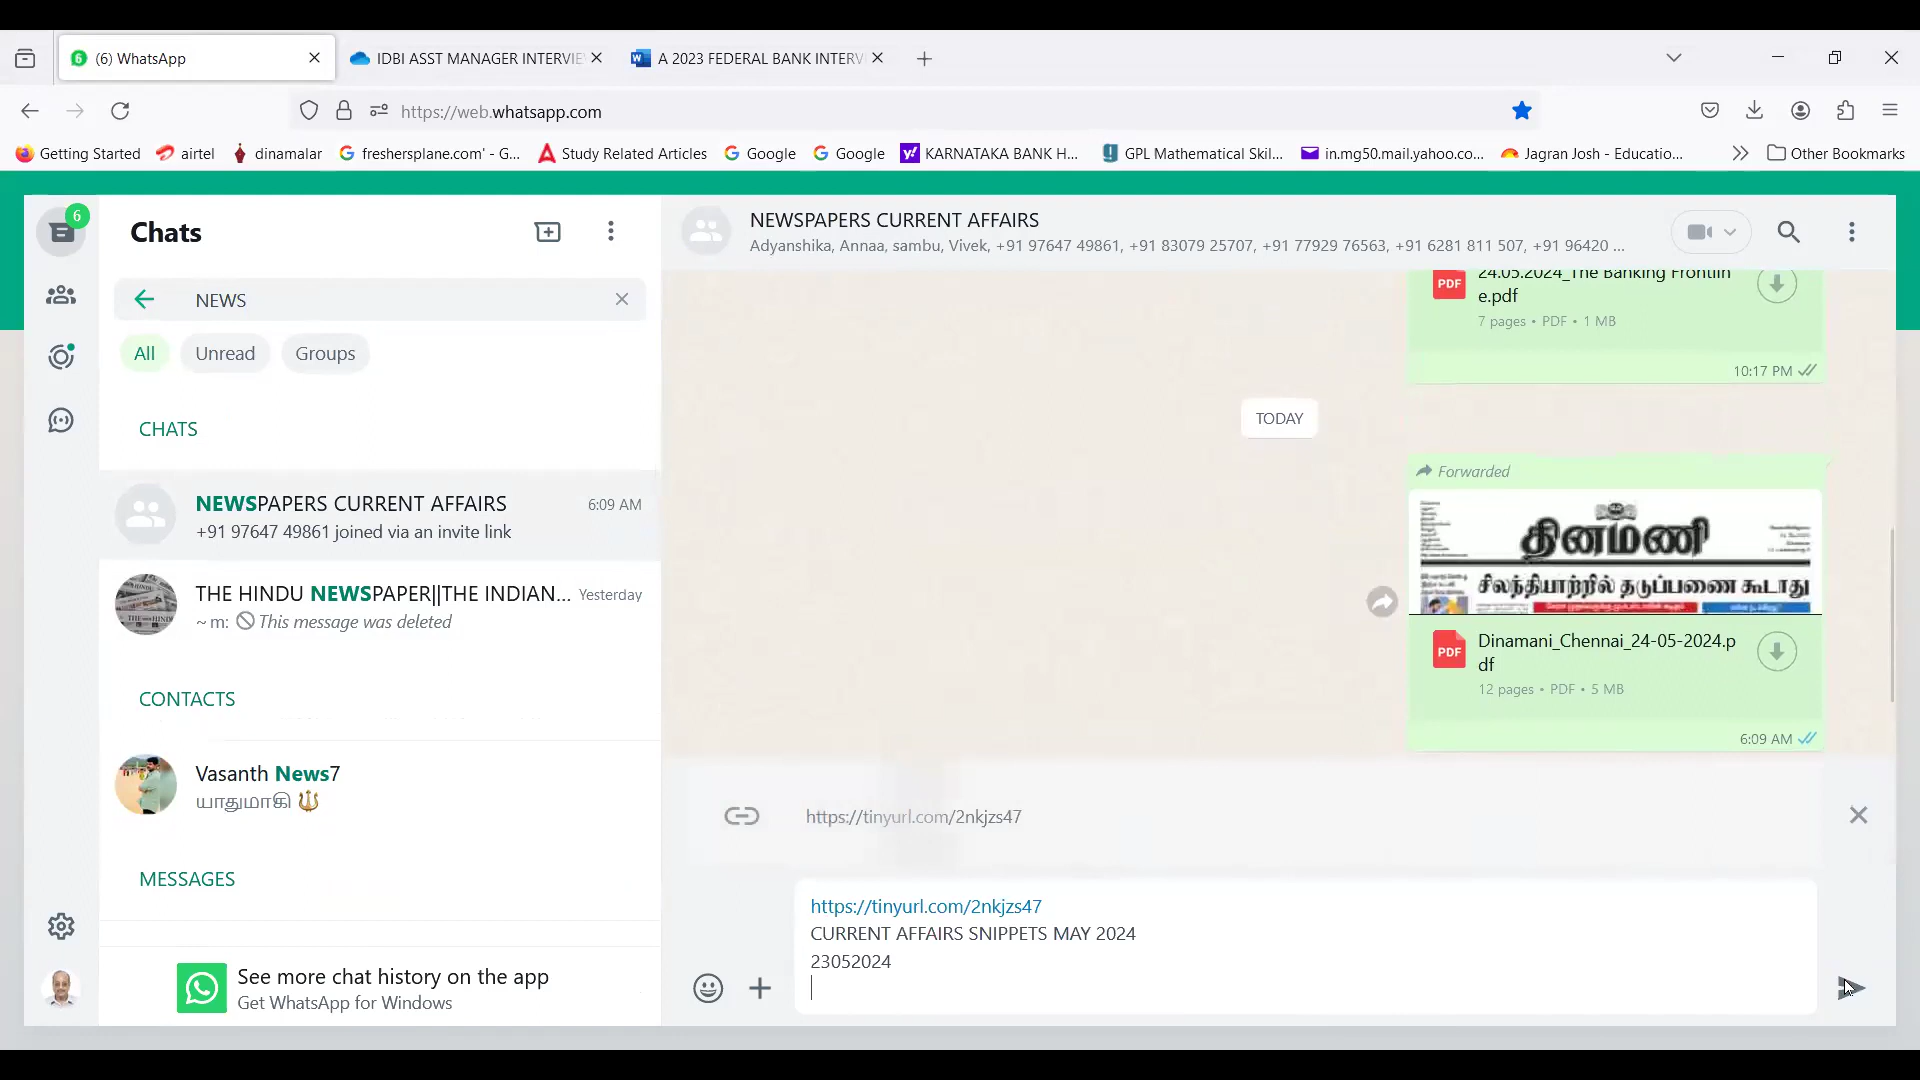 (6) WhatsApp
IDBI ASST MANAGER INTERVIE
A 2023 FEDERAL BANK INTERV
https://web.whatsapp.com
Getting Started
airtel
dinamalar
freshersplane.com' - G...
Study Related Articles
Google
Google
KARNATAKA BANK H...
GPL Mathematical Skil...
in.mg50.mail.yahoo.co...
Jagran Josh - Educatio...
Other Bookmarks
6
Chats
NEWS
All
Unread
Groups
CHATS
NEWSPAPERS CURRENT AFFAIRS
6:09 AM
+91 97647 49861 joined via an invite link
THE HINDU NEWSPAPER||THE INDIAN...
Yesterday
~ m: This message was deleted
CONTACTS
Vasanth News7
யாதுமாகி
MESSAGES
See more chat history on the app
Get WhatsApp for Windows
NEWSPAPERS CURRENT AFFAIRS
Adyanshika, Annaa, sambu, Vivek, +91 97647 49861, +91 83079 25707, +91 77929 76563, +91 6281 811 507, +91 96420 ...
PDF
24.05.2024_The Banking Frontlin
e.pdf
7 pages • PDF • 1 MB
10:17 PM
TODAY
Forwarded
தினமணி
சிலந்தியாற்றில் தடுப்பணை கூடாது
PDF
Dinamani_Chennai_24-05-2024.p
df
12 pages • PDF • 5 MB
6:09 AM
https://tinyurl.com/2nkjzs47
https://tinyurl.com/2nkjzs47
CURRENT AFFAIRS SNIPPETS MAY 2024
23052024